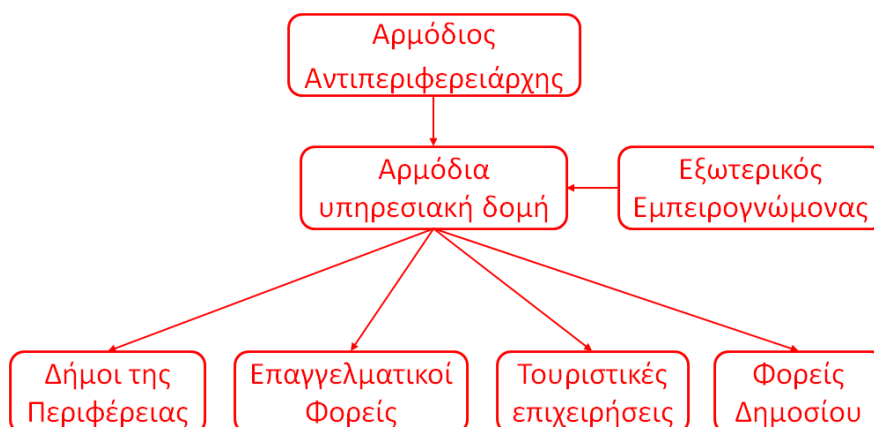 Αρμόδιος
Αντιπεριφερειάρχης
Αρμόδια
υπηρεσιακή δομή
Εξωτερικός
Εμπειρογνώμονας
Δήμοι της
Περιφέρειας
Επαγγελματικοί
Φορείς
Τουριστικές
επιχειρήσεις
Φορείς
Δημοσίου